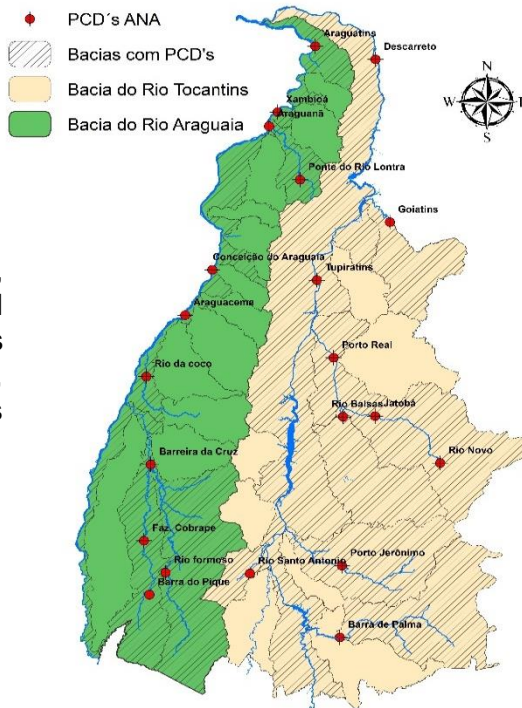 PCD´s ANA
Bacias com PCD's
Bacia do Rio Tocantins
Bacia do Rio Araguaia
N
W
E
S
Araguatins
Descarreto
Xambioá
Araguanã
Ponte do Rio Lontra
Goiatins
Conceição do Araguaia
Tupiratins
Araguacema
Porto Real
Rio da coco
Rio Balsas
Jatobá
Barreira da Cruz
Rio Novo
Faz. Cobrape
Rio formoso
Rio Santo Antonio
Porto Jerônimo
Barra do Pique
Barra de Palma